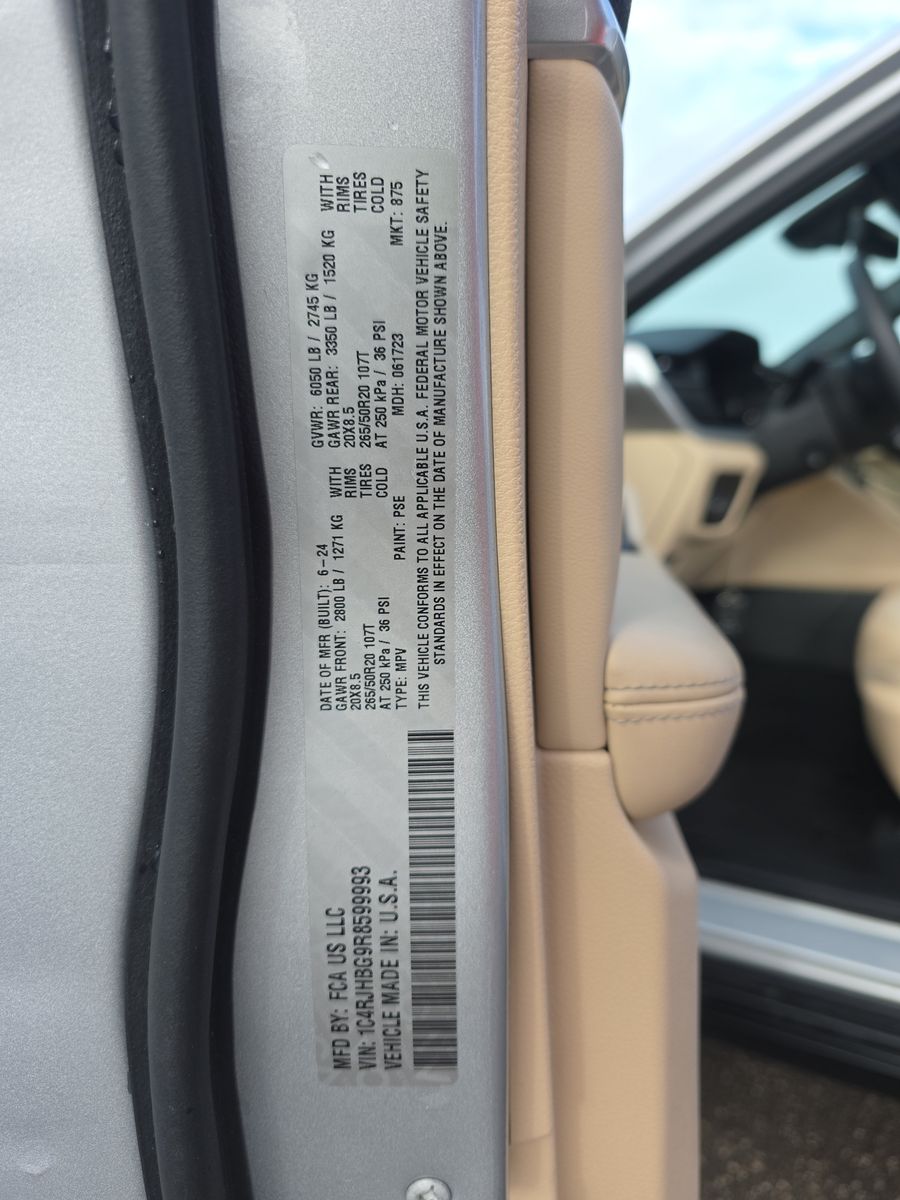 MFD BY: FCA US LLC
VIN: 1C4RJHBG9R8599993
VEHICLE MADE IN: U.S.A.
DATE OF MFR (BUILT): 6-24
GAWR FRONT: 2800 LB / 1271 KG WITH
20X8.5 RIMS
265/50R20 107T TIRES
AT 250 kPa / 36 PSI COLD
TYPE: MPV PAINT: PSE
GVWR: 6050 LB / 2745 KG
GAWR REAR: 3350 LB / 1520 KG WITH
20X8.5 RIMS
265/50R20 107T TIRES
AT 250 kPa / 36 PSI COLD
MDH: 061723 MKT: 875
THIS VEHICLE CONFORMS TO ALL APPLICABLE U.S.A. FEDERAL MOTOR VEHICLE SAFETY
STANDARDS IN EFFECT ON THE DATE OF MANUFACTURE SHOWN ABOVE.